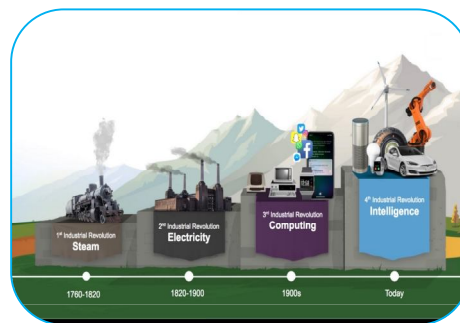 1st Industrial Revolution
Steam
2nd Industrial Revolution
Electricity
3rd Industrial Revolution
Computing
4th Industrial Revolution
Intelligence
1760-1820
1820-1900
1900s
Today